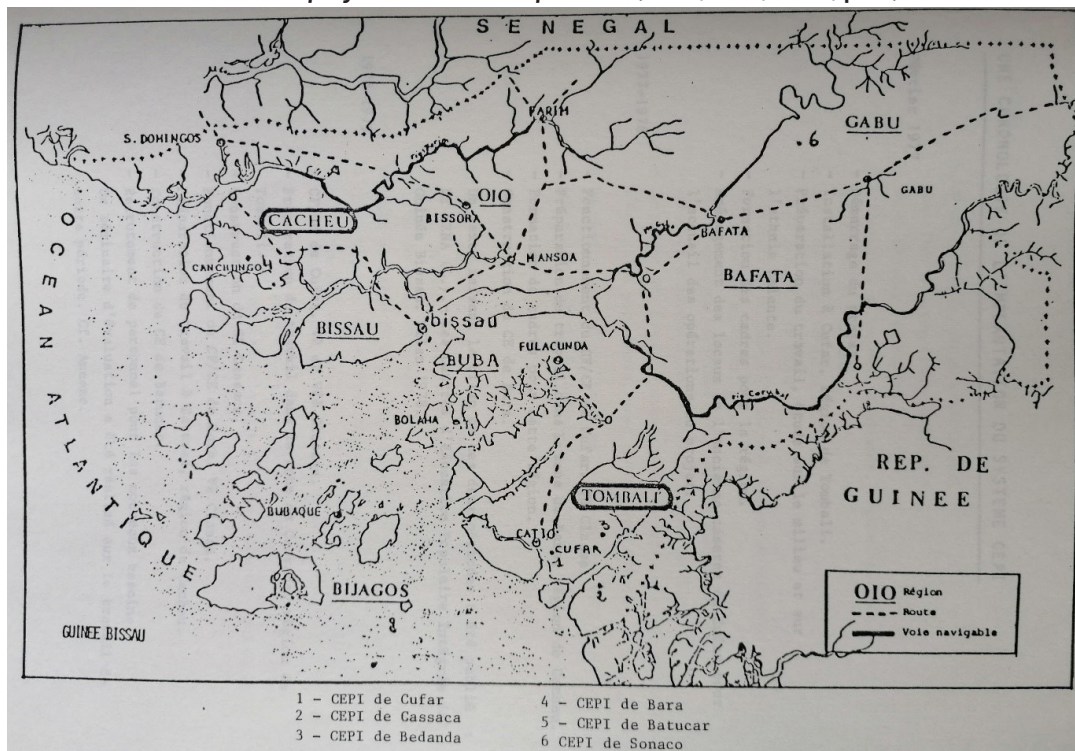 SENEGAL
FARIM
6
GABU
S. DOMINGOS
GABU
OIO
BISSORA
CACHEU
BAFATA
MANSOA
CANCHUNGO
4
5
BAFATA
OCEAN ATLANTIQUE
BISSAU
bissau
FULACUNDA
BUBA
BOLAMA
REP. DE
GUINEE
TOMBALI
BUBAQUE
CATIO
3
CUFAR
1
2
BIJAGOS
GUINEE BISSAU
OIO Région
Route
Voie navigable
1 - CEPI de Cufar
2 - CEPI de Cassaca
3 - CEPI de Bedanda
4 - CEPI de Bara
5 - CEPI de Batucar
6 CEPI de Sonaco